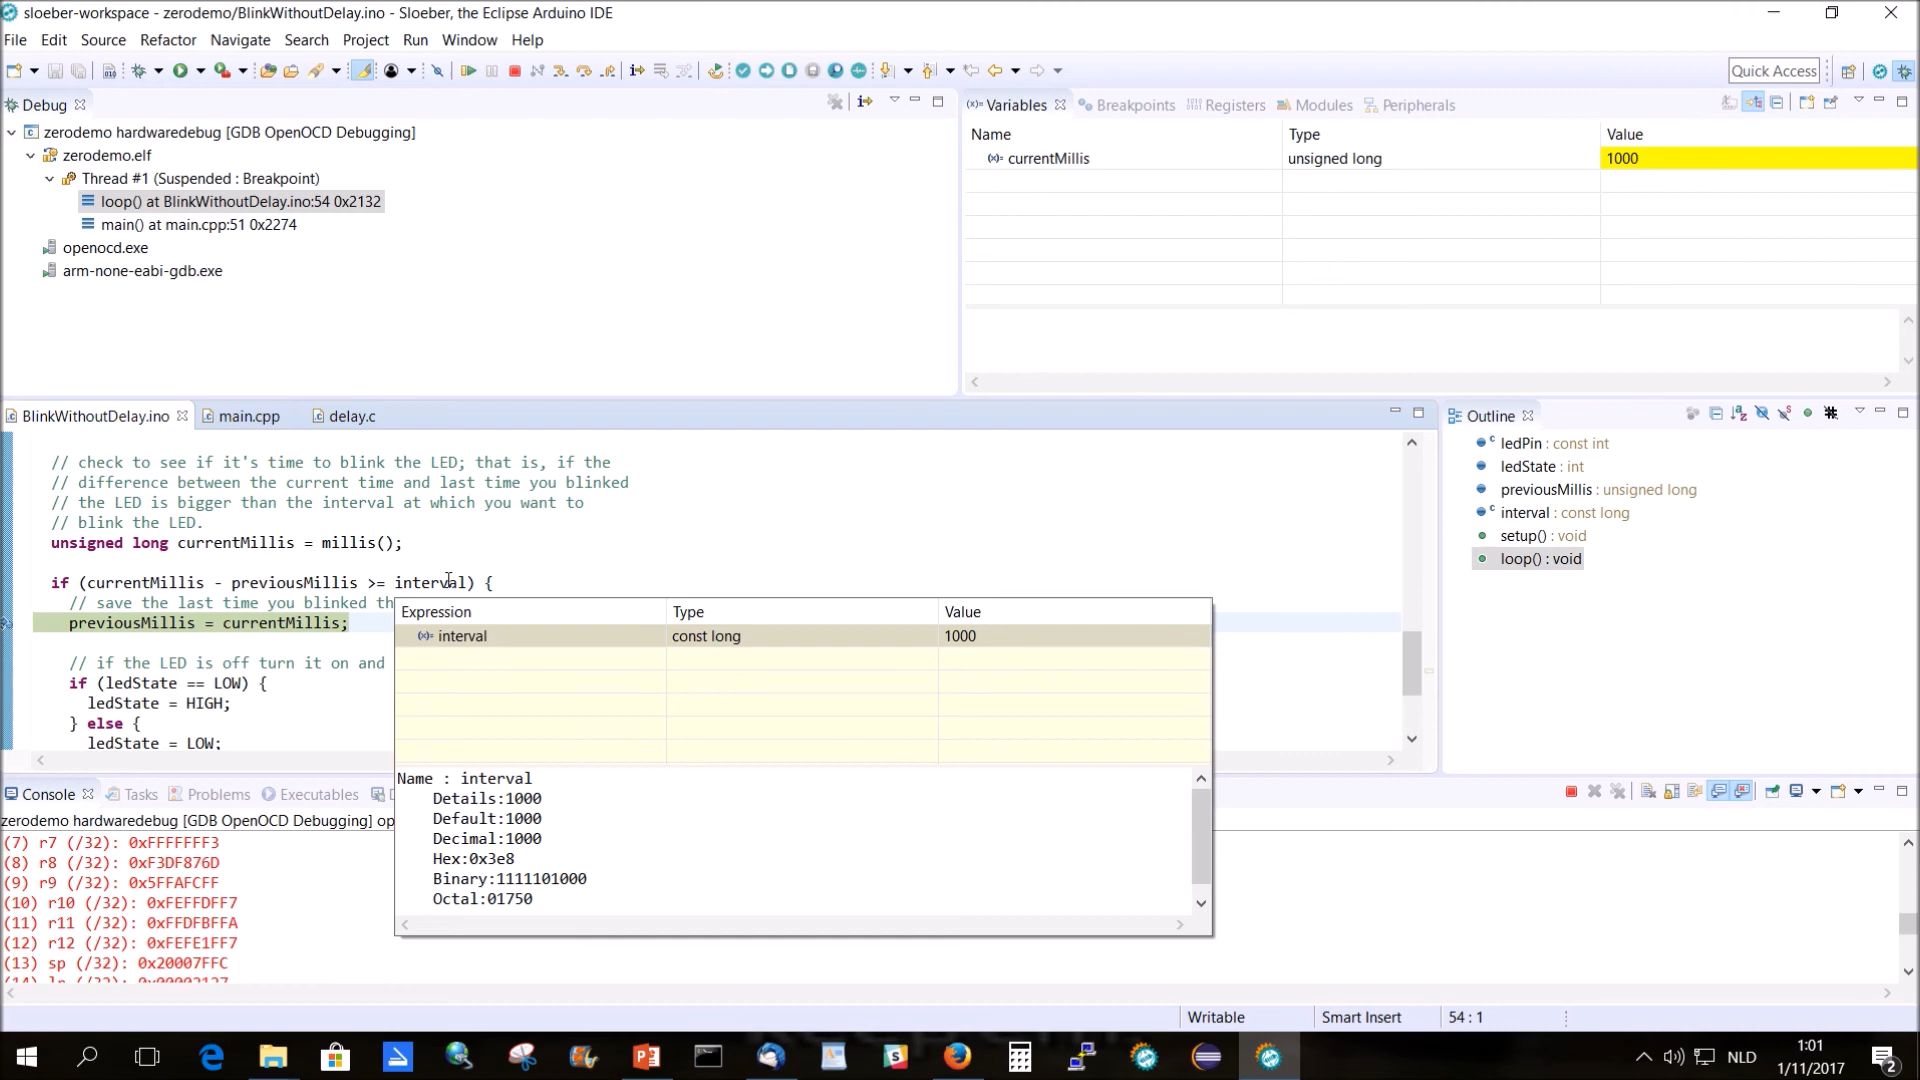 sloeber-workspace - zerodemo/BlinkWithoutDelay.ino - Sloeber, the Eclipse Arduino IDE
File Edit Source Refactor Navigate Search Project Run Window Help
Quick Access
Debug
zerodemo hardwaredebug [GDB OpenOCD Debugging]
zerodemo.elf
Thread #1 (Suspended : Breakpoint)
loop() at BlinkWithoutDelay.ino:54 0x2132
main() at main.cpp:51 0x2274
openocd.exe
arm-none-eabi-gdb.exe
(x)= Variables Breakpoints Registers Modules Peripherals
Name Type Value
(x)= currentMillis unsigned long 1000
BlinkWithoutDelay.ino main.cpp delay.c
// check to see if it's time to blink the LED; that is, if the
// difference between the current time and last time you blinked
// the LED is bigger than the interval at which you want to
// blink the LED.
unsigned long currentMillis = millis();
if (currentMillis - previousMillis >= interval) {
// save the last time you blinked th
previousMillis = currentMillis;
// if the LED is off turn it on and
if (ledState == LOW) {
ledState = HIGH;
} else {
ledState = LOW;
Expression Type Value
(x)= interval const long 1000
Name : interval
Details:1000
Default:1000
Decimal:1000
Hex:0x3e8
Binary:1111101000
Octal:01750
Outline
ledPin : const int
ledState : int
previousMillis : unsigned long
interval : const long
setup() : void
loop() : void
Console Tasks Problems Executables
zerodemo hardwaredebug [GDB OpenOCD Debugging] op
(7) r7 (/32): 0xFFFFFFF3
(8) r8 (/32): 0xF3DF876D
(9) r9 (/32): 0x5FFAFCFF
(10) r10 (/32): 0xFEFFDFF7
(11) r11 (/32): 0xFFDFBFFA
(12) r12 (/32): 0xFEFE1FF7
(13) sp (/32): 0x20007FFC
Writable Smart Insert 54 : 1
NLD
1:01
1/11/2017
2